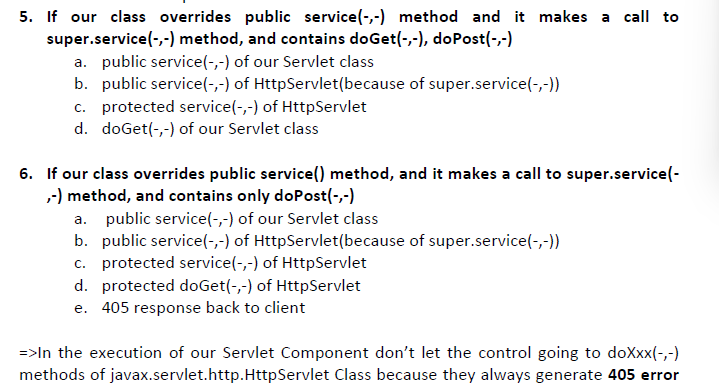 5. If our class overrides public service(-,-) method and it makes a call to
super.service(-,-) method, and contains doGet(-,-), doPost(-,-)
a. public service(-,-) of our Servlet class
b. public service(-,-) of HttpServlet(because of super.service(-,-))
c. protected service(-,-) of HttpServlet
d. doGet(-,-) of our Servlet class
6. If our class overrides public service() method, and it makes a call to super.service(-
,-) method, and contains only doPost(-,-)
a. public service(-,-) of our Servlet class
b. public service(-,-) of HttpServlet(because of super.service(-,-))
c. protected service(-,-) of HttpServlet
d. protected doGet(-,-) of HttpServlet
e. 405 response back to client
=>In the execution of our Servlet Component don’t let the control going to doXxx(-,-)
methods of javax.servlet.http.HttpServlet Class because they always generate 405 error